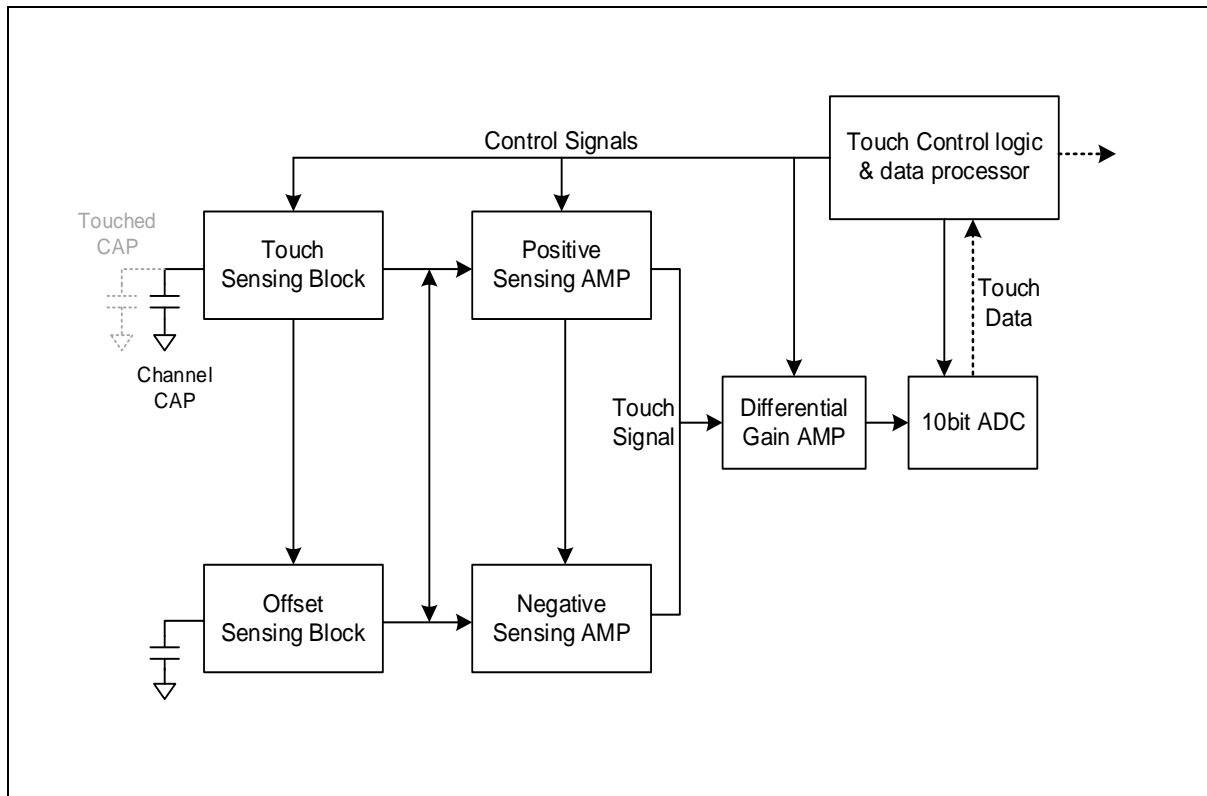 Control Signals
Touch Control logic
& data processor
Touched
CAP
Touch
Sensing Block
Positive
Sensing AMP
Touch
Data
Channel
CAP
Touch
Signal
Differential
Gain AMP
10bit ADC
Offset
Sensing Block
Negative
Sensing AMP